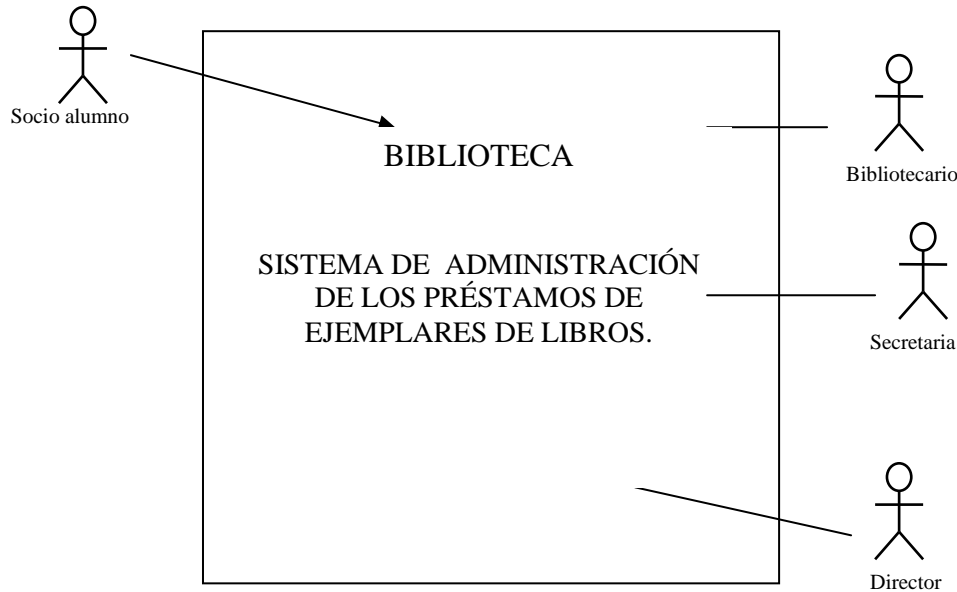 Socio alumno
BIBLIOTECA
Bibliotecario
SISTEMA DE ADMINISTRACIÓN
DE LOS PRÉSTAMOS DE
EJEMPLARES DE LIBROS.
Secretaria
Director